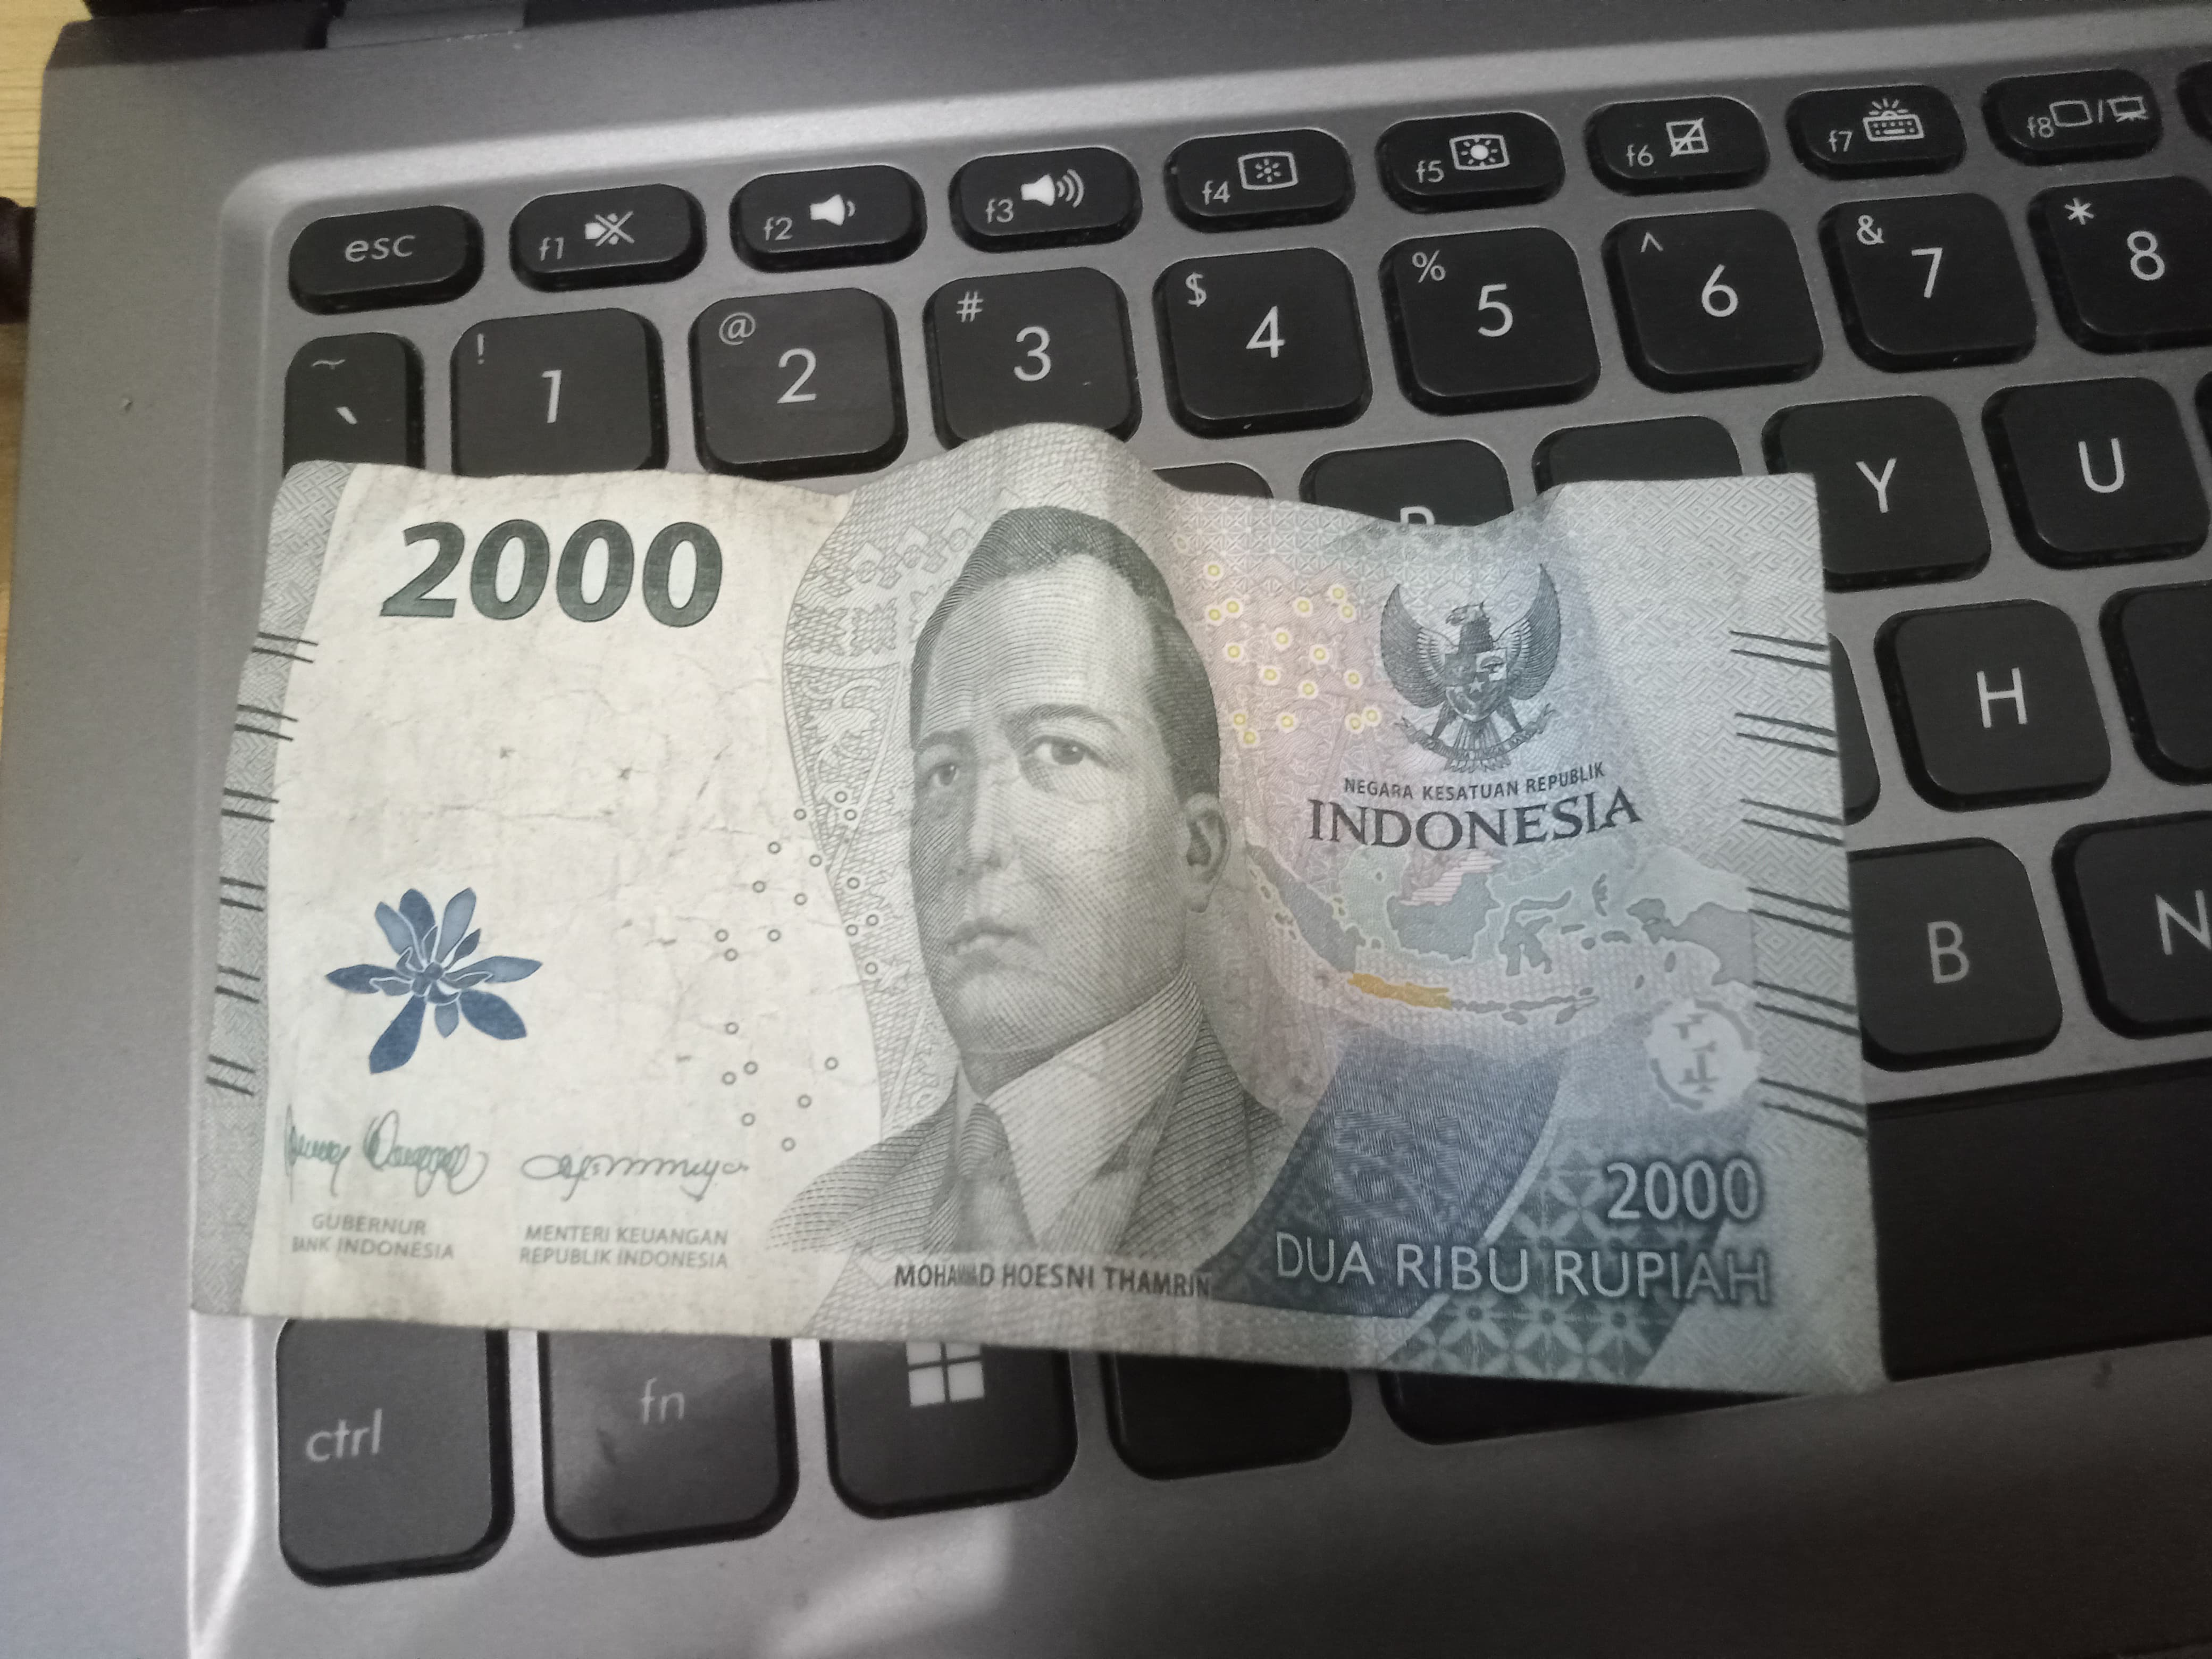 esc f1 f2 f3 f4 f5 f6 f7 f8
~ ` ! 1 @ 2 # 3 $ 4 % 5 ^ 6 & 7 * 8
Y U
H
B N
2000
NEGARA KESATUAN REPUBLIK
INDONESIA
GUBERNUR
BANK INDONESIA
MENTERI KEUANGAN
REPUBLIK INDONESIA
MOHAMMAD HOESNI THAMRIN
2000
DUA RIBU RUPIAH
ctrl fn